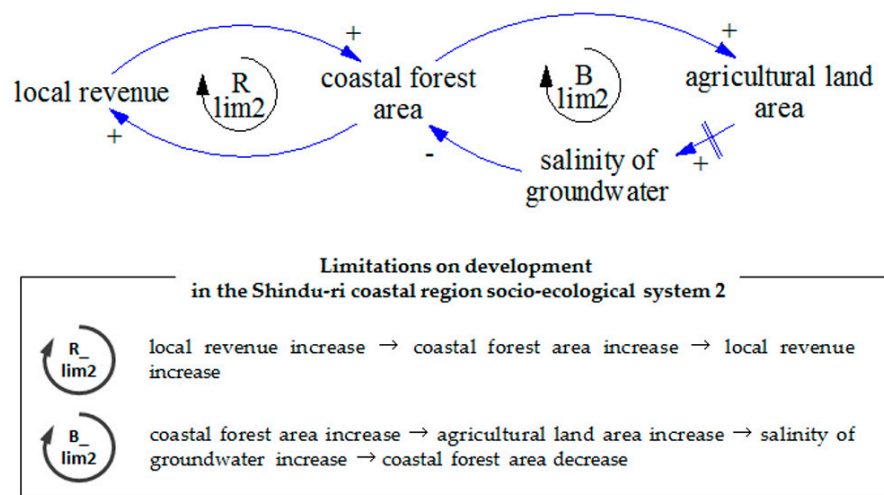 +
+
local revenue
R
lim2
coastal forest
area
B
lim2
agricultural land
area
+
-
salinity of
groundwater
+
Limitations on development
in the Shindu-ri coastal region socio-ecological system 2
R_
lim2
local revenue increase → coastal forest area increase → local revenue
increase
B_
lim2
coastal forest area increase → agricultural land area increase → salinity of
groundwater increase → coastal forest area decrease